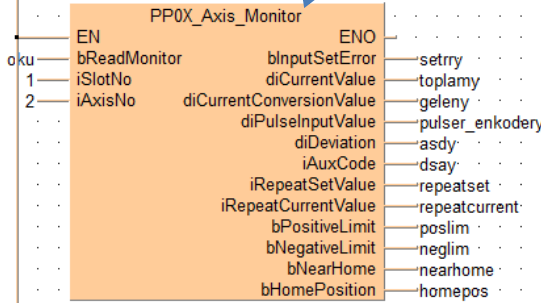 PP0X_Axis_Monitor
EN ENO
oku bReadMonitor bInputSetError setrry
1 iSlotNo diCurrentValue toplamy
2 iAxisNo diCurrentConversionValue geleny
diPulseInputValue pulser_enkodery
diDeviation asdy
iAuxCode dsay
iRepeatSetValue repeatset
iRepeatCurrentValue repeatcurrent
bPositiveLimit poslim
bNegativeLimit neglim
bNearHome nearhome
bHomePosition homepos